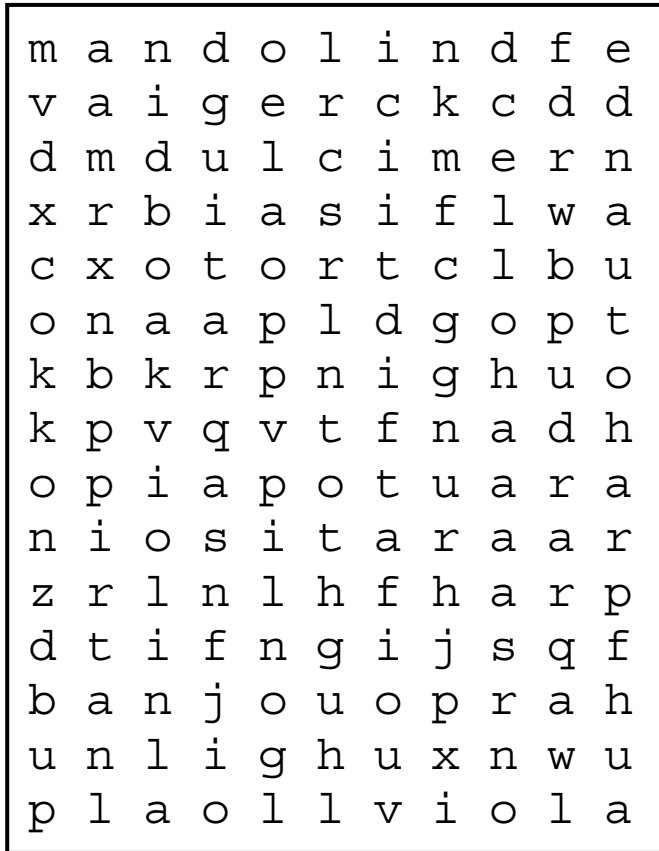 m a n d o l i n d f e
v a i g e r c k c d d
d m d u l c i m e r n
x r b i a s i f l w a
c x o t o r t c l b u
o n a a p l d g o p t
k b k r p n i g h u o
k p v q v t f n a d h
o p i a p o t u a r a
n i o s i t a r a a r
z r l n l h f h a r p
d t i f n g i j s q f
b a n j o u o p r a h
u n l i g h u x n w u
p l a o l l v i o l a